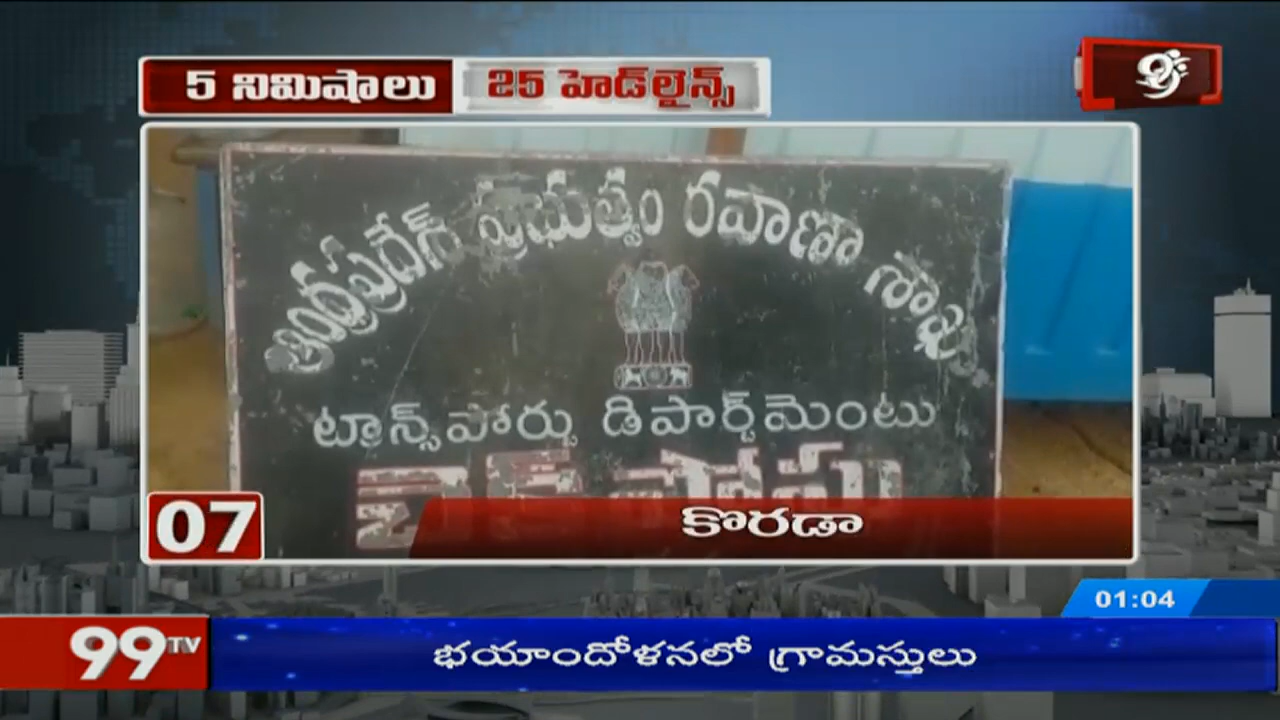 5 నిమిషాలు 25 హెడ్‌లైన్స్
ఆంధ్రప్రదేశ్ ప్రభుత్వం రవాణా శాఖ
ట్రాన్స్‌పోర్టు డిపార్ట్‌మెంటు
07 కొరడా
01:04
99TV భయాందోళనలో గ్రామస్తులు